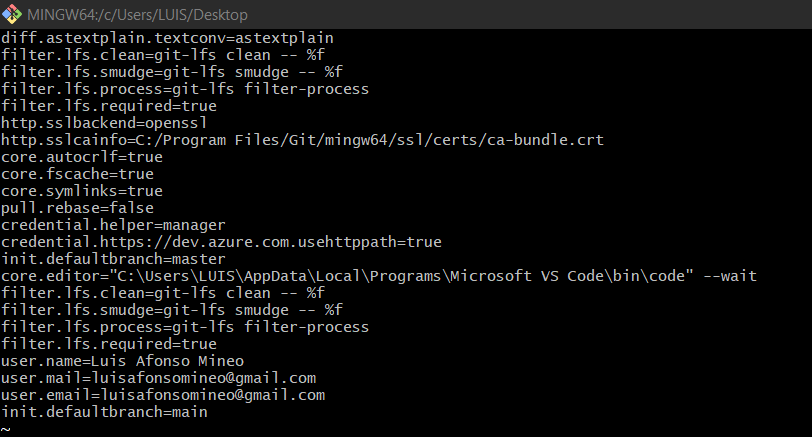 MINGW64:/c/Users/LUIS/Desktop
diff.astextplain.textconv=astextplain
filter.lfs.clean=git-lfs clean -- %f
filter.lfs.smudge=git-lfs smudge -- %f
filter.lfs.process=git-lfs filter-process
filter.lfs.required=true
http.sslbackend=openssl
http.sslcainfo=C:/Program Files/Git/mingw64/ssl/certs/ca-bundle.crt
core.autocrlf=true
core.fscache=true
core.symlinks=true
pull.rebase=false
credential.helper=manager
credential.https://dev.azure.com.usehttppath=true
init.defaultbranch=master
core.editor="C:\Users\LUIS\AppData\Local\Programs\Microsoft VS Code\bin\code" --wait
filter.lfs.clean=git-lfs clean -- %f
filter.lfs.smudge=git-lfs smudge -- %f
filter.lfs.process=git-lfs filter-process
filter.lfs.required=true
user.name=Luis Afonso Mineo
user.mail=luisafonsomineo@gmail.com
user.email=luisafonsomineo@gmail.com
init.defaultbranch=main
~